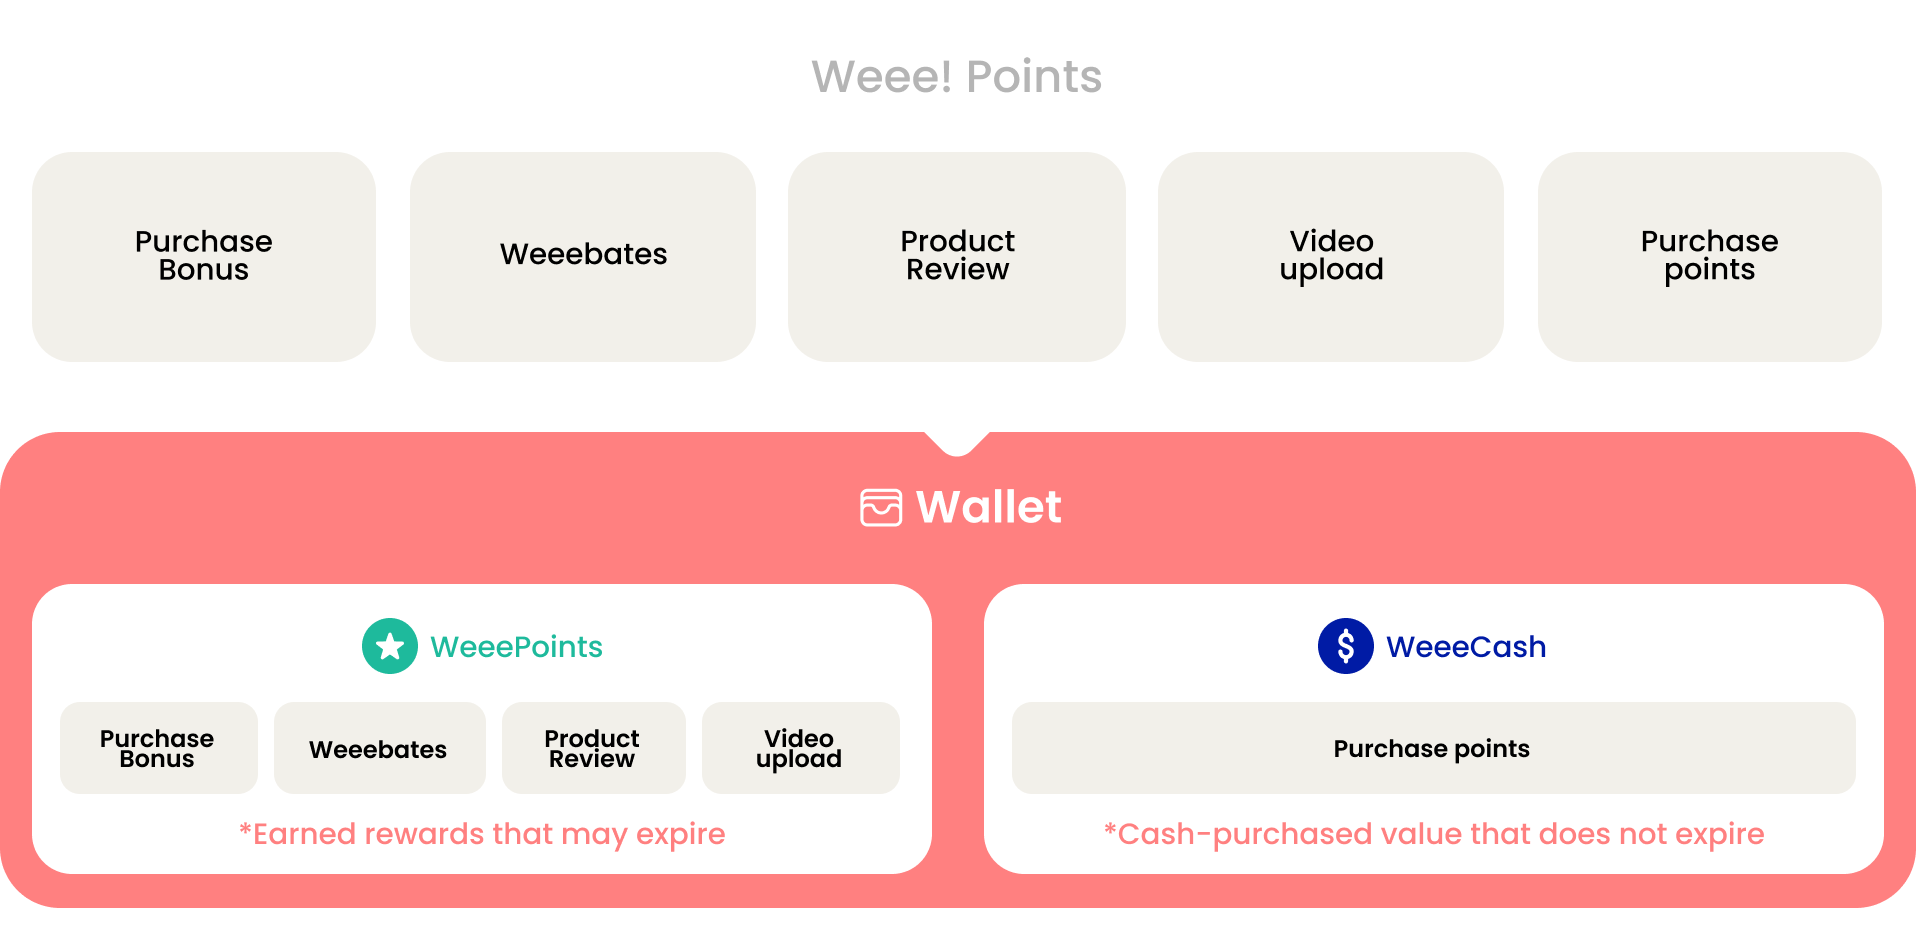 Weee! Points
Purchase
Bonus
Weeebates
Product
Review
Video
upload
Purchase
points
Wallet
WeeePoints
Purchase
Bonus
Weeebates
Product
Review
Video
upload
*Earned rewards that may expire
$ WeeeCash
Purchase points
*Cash-purchased value that does not expire